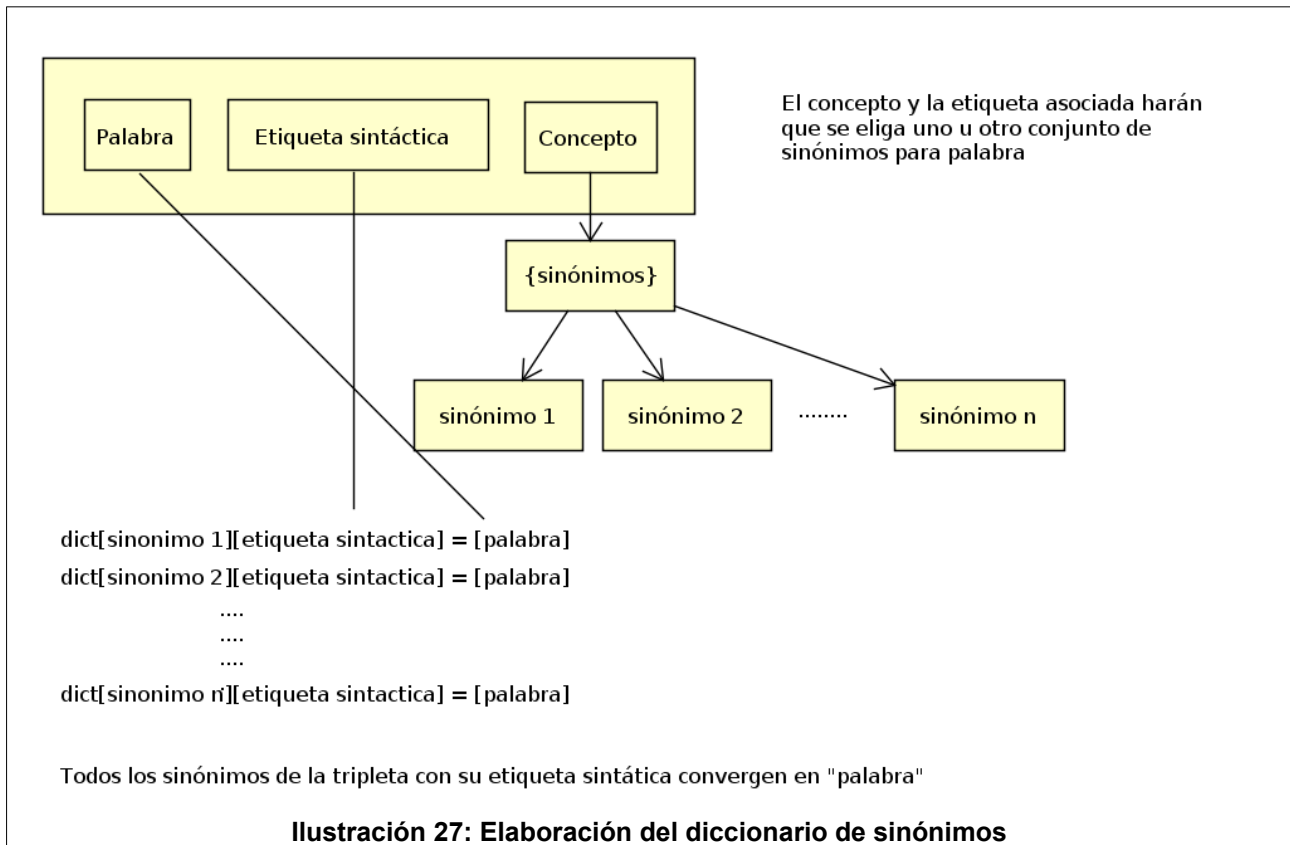 Palabra
Etiqueta sintáctica
Concepto
El concepto y la etiqueta asociada harán
que se eliga uno u otro conjunto de
sinónimos para palabra
{sinónimos}
sinónimo 1
sinónimo 2
........
sinónimo n
dict[sinonimo 1][etiqueta sintactica] = [palabra]
dict[sinonimo 2][etiqueta sintactica] = [palabra]
....
....
....
dict[sinonimo n][etiqueta sintactica] = [palabra]
Todos los sinónimos de la tripleta con su etiqueta sintática convergen en "palabra"
Ilustración 27: Elaboración del diccionario de sinónimos